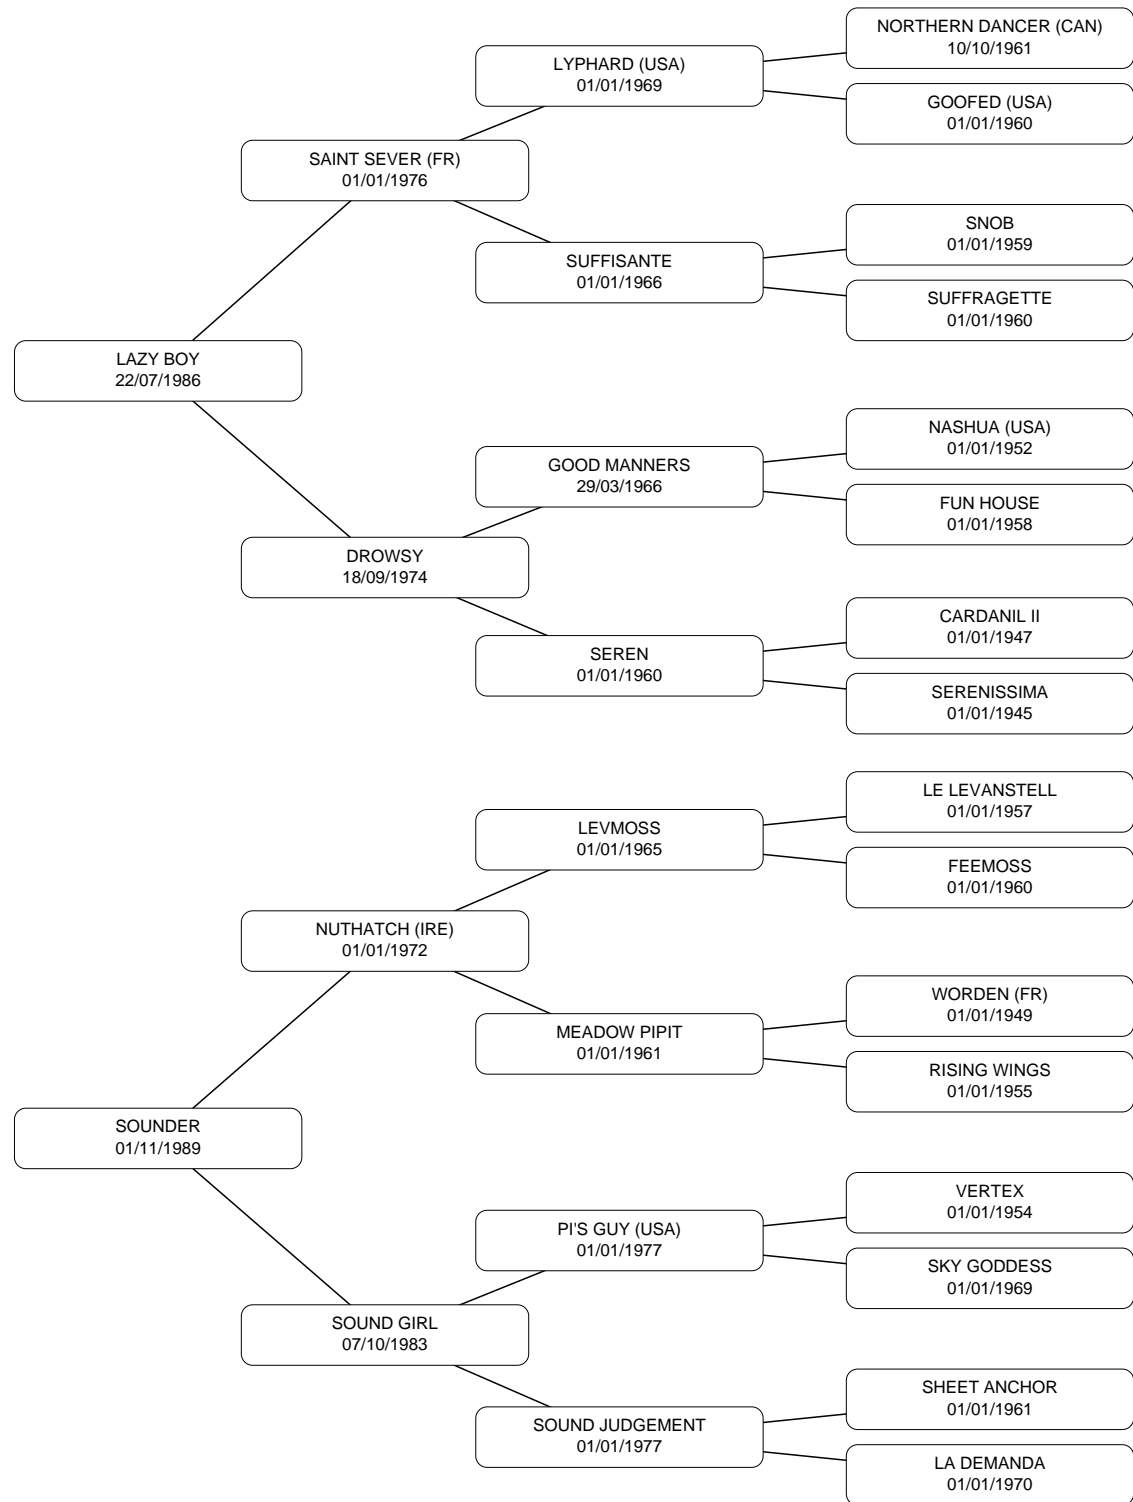 NORTHERN DANCER (CAN)
10/10/1961
LYPHARD (USA)
01/01/1969
GOOFED (USA)
01/01/1960
SAINT SEVER (FR)
01/01/1976
SNOB
01/01/1959
SUFFISANTE
01/01/1966
SUFFRAGETTE
01/01/1960
LAZY BOY
22/07/1986
NASHUA (USA)
01/01/1952
GOOD MANNERS
29/03/1966
FUN HOUSE
01/01/1958
DROWSY
18/09/1974
CARDANIL II
01/01/1947
SEREN
01/01/1960
SERENISSIMA
01/01/1945
LE LEVANSTELL
01/01/1957
LEVMOSS
01/01/1965
FEEMOSS
01/01/1960
NUTHATCH (IRE)
01/01/1972
WORDEN (FR)
01/01/1949
MEADOW PIPIT
01/01/1961
RISING WINGS
01/01/1955
SOUNDER
01/11/1989
VERTEX
01/01/1954
PI'S GUY (USA)
01/01/1977
SKY GODDESS
01/01/1969
SOUND GIRL
07/10/1983
SHEET ANCHOR
01/01/1961
SOUND JUDGEMENT
01/01/1977
LA DEMANDA
01/01/1970